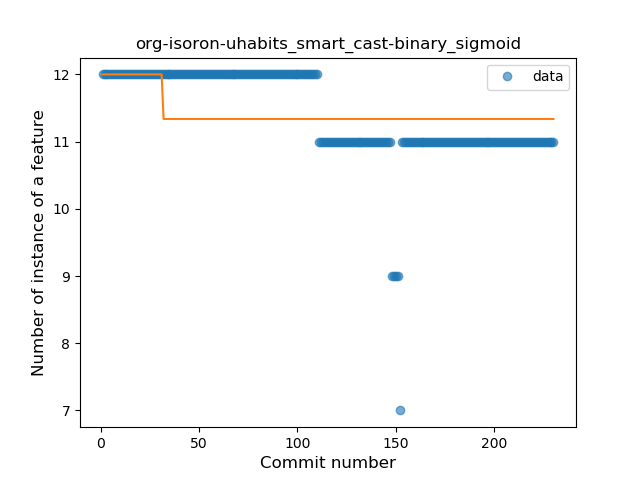 org-isoron-uhabits_smart_cast-binary_sigmoid
data
Number of instance of a feature
12
11
10
9
8
7
0
50
100
150
200
Commit number